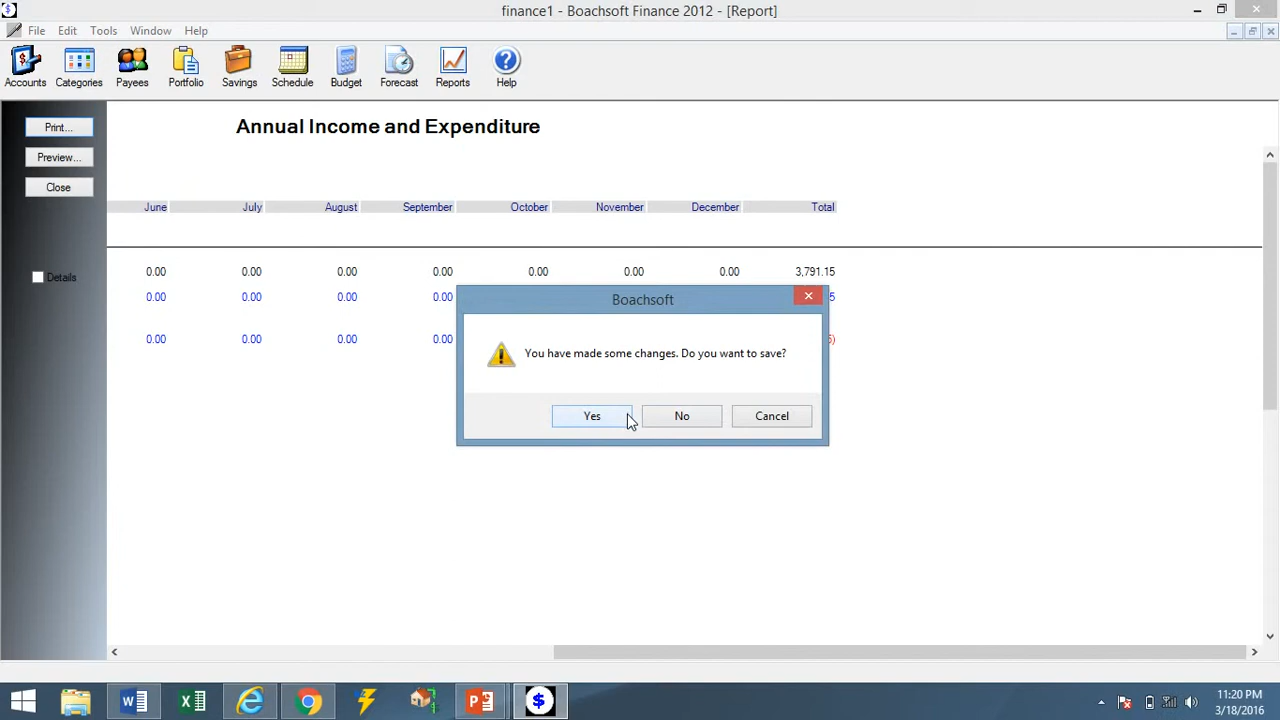 finance1 - Boachsoft Finance 2012 - [Report]
File Edit Tools Window Help
Accounts Categories Payees Portfolio Savings Schedule Budget Forecast Reports Help
Print...
Preview...
Close
Details
Annual Income and Expenditure
June July August September October November December Total
0.00 0.00 0.00 0.00 0.00 0.00 0.00 3,791.15
0.00 0.00 0.00 0.00 5
0.00 0.00 0.00 0.00
Boachsoft
You have made some changes. Do you want to save?
Yes No Cancel
11:20 PM
3/18/2016